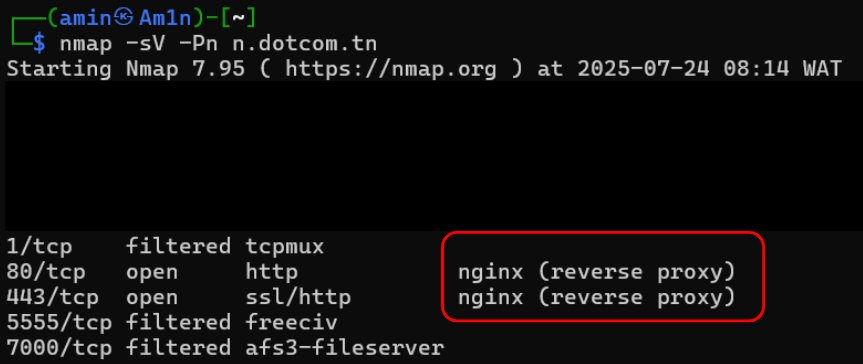 (amin㉿Am1n)-[~]
$ nmap -sV -Pn n.dotcom.tn
Starting Nmap 7.95 ( https://nmap.org ) at 2025-07-24 08:14 WAT
1/tcp filtered tcpmux
80/tcp open http nginx (reverse proxy)
443/tcp open ssl/http nginx (reverse proxy)
5555/tcp filtered freeciv
7000/tcp filtered afs3-fileserver